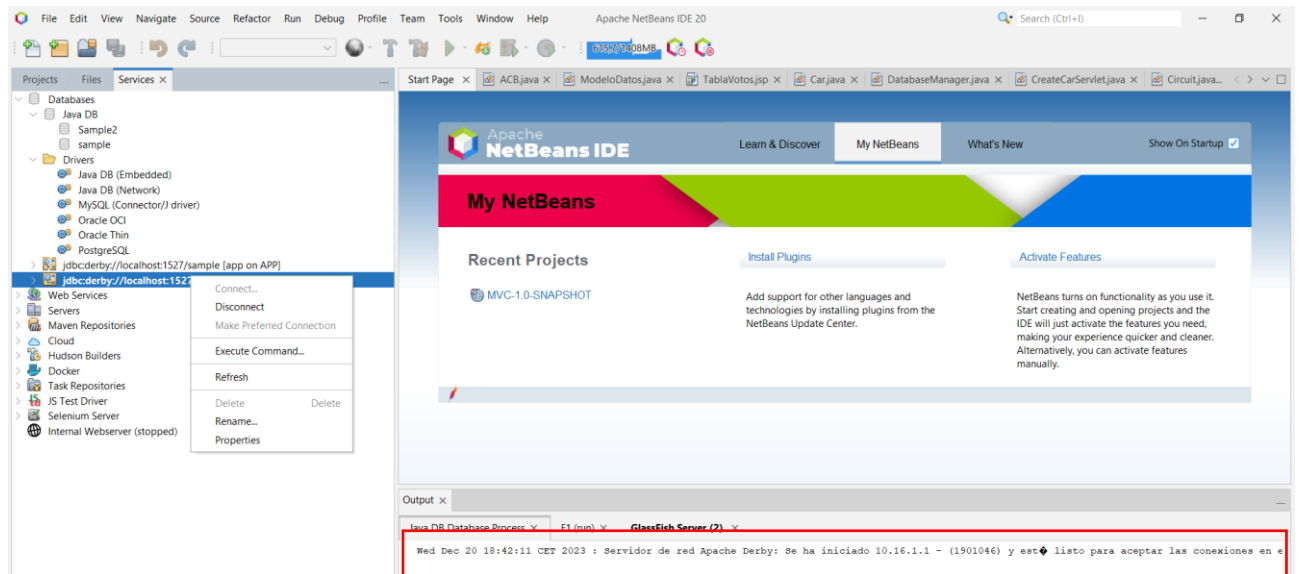 File Edit View Navigate Source Refactor Run Debug Profile Team Tools Window Help Apache NetBeans IDE 20 Search (Ctrl+I)
Projects Files Services
Databases
Java DB
Sample2
sample
Drivers
Java DB (Embedded)
Java DB (Network)
MySQL (Connector/J driver)
Oracle OCI
Oracle Thin
PostgreSQL
jdbc:derby://localhost:1527/sample [app on APP]
jdbc:derby://localhost:1527
Web Services
Servers
Maven Repositories
Cloud
Hudson Builders
Docker
Task Repositories
JS Test Driver
Selenium Server
Internal Webserver (stopped)
Connect...
Disconnect
Make Preferred Connection
Execute Command...
Refresh
Delete Delete
Rename...
Properties
Start Page ACB.java ModeloDatos.java TablaVotos.jsp Car.java DatabaseManager.java CreateCarServlet.java Circuit.java...
Apache
NetBeans IDE
Learn & Discover My NetBeans What's New Show On Startup
My NetBeans
Recent Projects
MVC-1.0-SNAPSHOT
Install Plugins
Add support for other languages and
technologies by installing plugins from the
NetBeans Update Center.
Activate Features
NetBeans turns on functionality as you use it.
Start creating and opening projects and the
IDE will just activate the features you need,
making your experience quicker and cleaner.
Alternatively, you can activate features
manually.
Output
Java DB Database Process F1 (run) GlassFish Server (2)
Wed Dec 20 18:42:11 CET 2023 : Servidor de red Apache Derby: Se ha iniciado 10.16.1.1 - (1901046) y est� listo para aceptar las conexiones en e